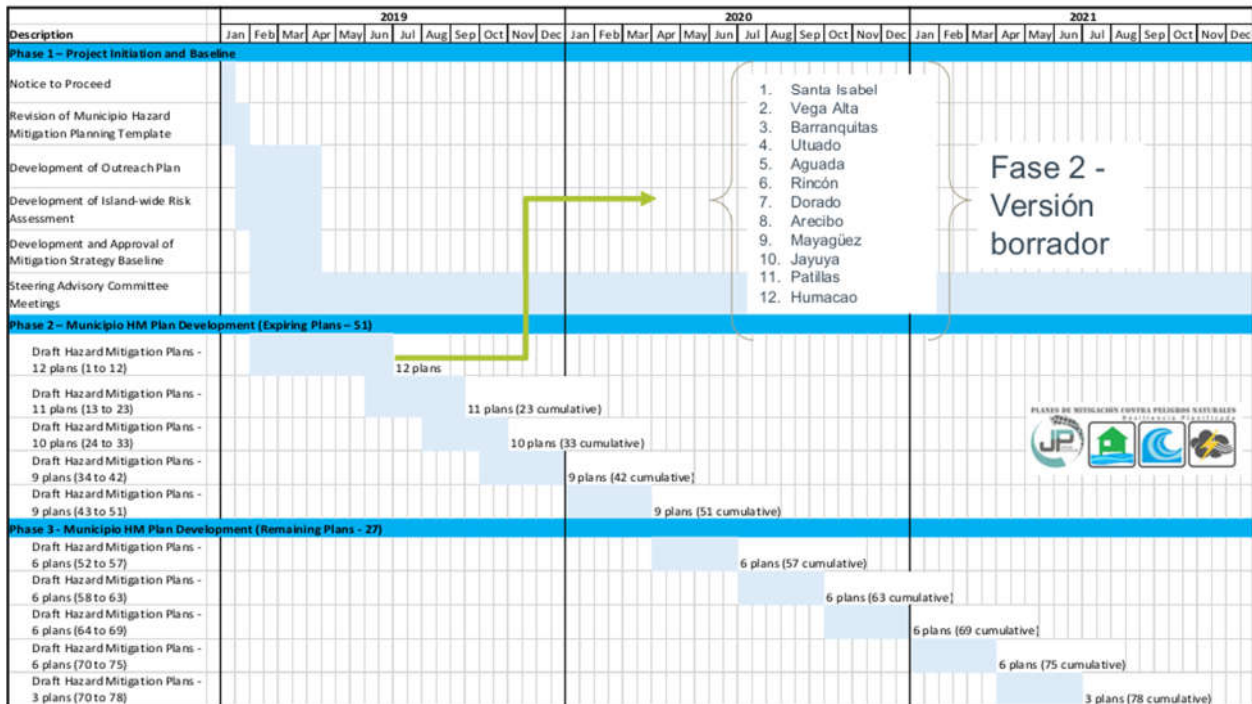 2019 2020 2021
Description Jan Feb Mar Apr May Jun Jul Aug Sep Oct Nov Dec Jan Feb Mar Apr May Jun Jul Aug Sep Oct Nov Dec Jan Feb Mar Apr May Jun Jul Aug Sep Oct Nov Dec
Phase 1 – Project Initiation and Baseline
Notice to Proceed
Revision of Municipio Hazard
Mitigation Planning Template
Development of Outreach Plan
Development of Island-wide Risk
Assessment
Development and Approval of
Mitigation Strategy Baseline
Steering Advisory Committee
Meetings
1. Santa Isabel
2. Vega Alta
3. Barranquitas
4. Utuado
5. Aguada
6. Rincón
7. Dorado
8. Arecibo
9. Mayagüez
10. Jayuya
11. Patillas
12. Humacao
Fase 2 -
Versión
borrador
Phase 2 – Municipio HM Plan Development (Expiring Plans – 51)
Draft Hazard Mitigation Plans -
12 plans (1 to 12)
12 plans
Draft Hazard Mitigation Plans -
11 plans (13 to 23)
11 plans (23 cumulative)
Draft Hazard Mitigation Plans -
10 plans (24 to 33)
10 plans (33 cumulative)
Draft Hazard Mitigation Plans -
9 plans (34 to 42)
9 plans (42 cumulative)
Draft Hazard Mitigation Plans -
9 plans (43 to 51)
9 plans (51 cumulative)
PLANES DE MITIGACIÓN CONTRA PELIGROS NATURALES
Resiliencia Planificada
JP
Phase 3 - Municipio HM Plan Development (Remaining Plans - 27)
Draft Hazard Mitigation Plans -
6 plans (52 to 57)
6 plans (57 cumulative)
Draft Hazard Mitigation Plans -
6 plans (58 to 63)
6 plans (63 cumulative)
Draft Hazard Mitigation Plans -
6 plans (64 to 69)
6 plans (69 cumulative)
Draft Hazard Mitigation Plans -
6 plans (70 to 75)
6 plans (75 cumulative)
Draft Hazard Mitigation Plans -
3 plans (70 to 78)
3 plans (78 cumulative)